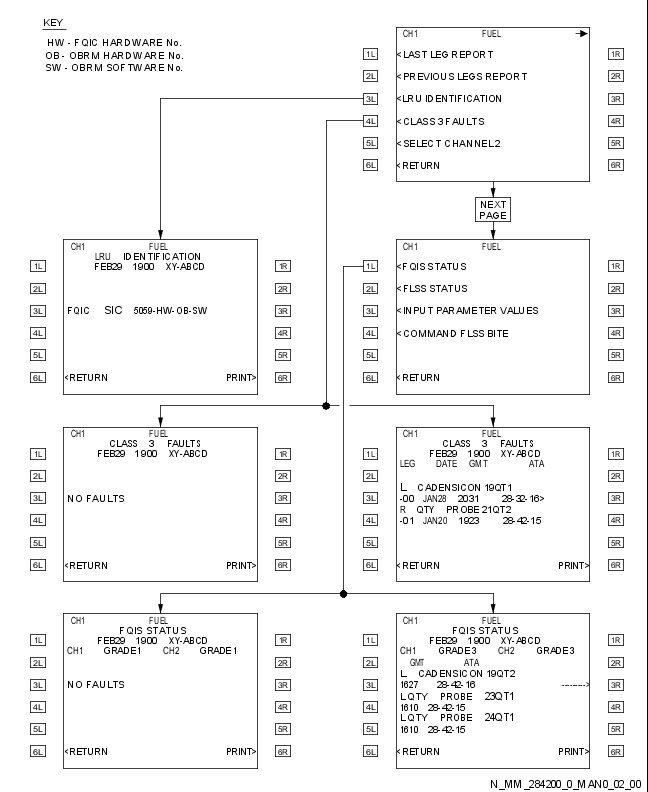 KEY
HW - FQIC HARDWARE No.
OB - OBRM HARDWARE No.
SW - OBRM SOFTWARE No.
CH1 FUEL
1L <LAST LEG REPORT 1R
2L <PREVIOUS LEGS REPORT 2R
3L <LRU IDENTIFICATION 3R
4L <CLASS 3 FAULTS 4R
5L <SELECT CHANNEL 2 5R
6L <RETURN 6R
NEXT
PAGE
CH1 FUEL
LRU IDENTIFICATION
1L FEB29 1900 XY-ABCD 1R
2L 2R
3L FQIC SIC 5059-HW-OB-SW 3R
4L 4R
5L 5R
6L <RETURN PRINT> 6R
CH1 FUEL
1L <FQIS STATUS 1R
2L <FLSS STATUS 2R
3L <INPUT PARAMETER VALUES 3R
4L <COMMAND FLSS BITE 4R
5L 5R
6L <RETURN 6R
CH1 FUEL
CLASS 3 FAULTS
1L FEB29 1900 XY-ABCD 1R
2L 2R
3L NO FAULTS 3R
4L 4R
5L 5R
6L <RETURN PRINT> 6R
CH1 FUEL
CLASS 3 FAULTS
1L FEB29 1900 XY-ABCD 1R
LEG DATE GMT ATA
2L 2R
L CADENSICON 19QT1
3L -00 JAN28 2031 28-32-16> 3R
R QTY PROBE 21QT2
4L -01 JAN20 1923 28-42-15 4R
5L 5R
6L <RETURN PRINT> 6R
CH1 FUEL
FQIS STATUS
1L FEB29 1900 XY-ABCD 1R
CH1 GRADE1 CH2 GRADE1
2L 2R
3L NO FAULTS 3R
4L 4R
5L 5R
6L <RETURN PRINT> 6R
CH1 FUEL
FQIS STATUS
1L FEB29 1900 XY-ABCD 1R
CH1 GRADE3 CH2 GRADE3
2L GMT ATA 2R
L CADENSICON 19QT2
3L 1627 28-42-16 --------> 3R
LQTY PROBE 23QT1
4L 1610 28-42-15 4R
LQTY PROBE 24QT1
5L 1610 28-42-15 5R
6L <RETURN PRINT> 6R
N_MM_284200_0_MAN0_02_00